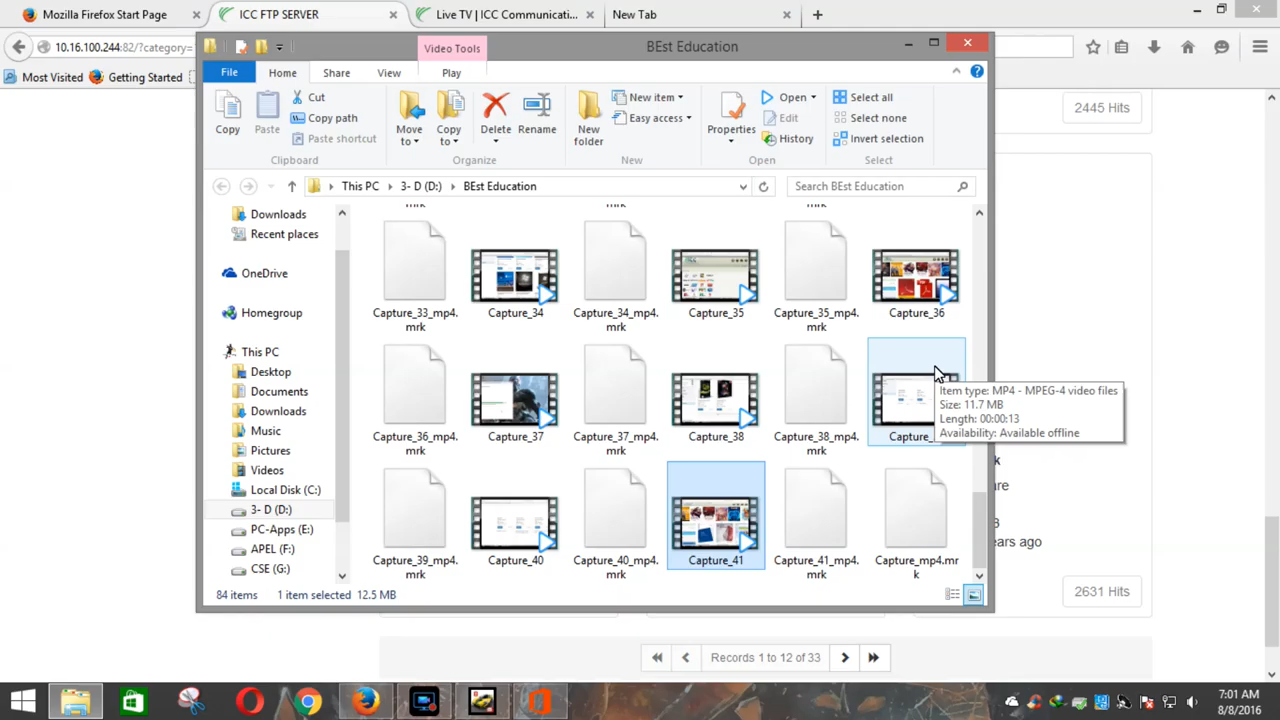 Mozilla Firefox Start Page
ICC FTP SERVER
Live TV | ICC Communicati...
New Tab
10.16.100.244:82/?category=
Most Visited
Getting Started
Video Tools
BEst Education
File
Home
Share
View
Play
Copy
Paste
Cut
Copy path
Paste shortcut
Clipboard
Move to
Copy to
Delete
Rename
Organize
New folder
New item
Easy access
New
Properties
Open
Edit
History
Open
Select all
Select none
Invert selection
Select
This PC
3- D (D:)
BEst Education
Search BEst Education
Downloads
Recent places
OneDrive
Homegroup
This PC
Desktop
Documents
Downloads
Music
Pictures
Videos
Local Disk (C:)
3- D (D:)
PC-Apps (E:)
APEL (F:)
CSE (G:)
Capture_33_mp4.mrk
Capture_34
Capture_34_mp4.mrk
Capture_35
Capture_35_mp4.mrk
Capture_36
Capture_36_mp4.mrk
Capture_37
Capture_37_mp4.mrk
Capture_38
Capture_38_mp4.mrk
Capture_
Item type: MP4 - MPEG-4 video files
Size: 11.7 MB
Length: 00:00:13
Availability: Available offline
Capture_39_mp4.mrk
Capture_40
Capture_40_mp4.mrk
Capture_41
Capture_41_mp4.mrk
Capture_mp4.mrk
84 items
1 item selected 12.5 MB
2445 Hits
ears ago
2631 Hits
Records 1 to 12 of 33
7:01 AM
8/8/2016